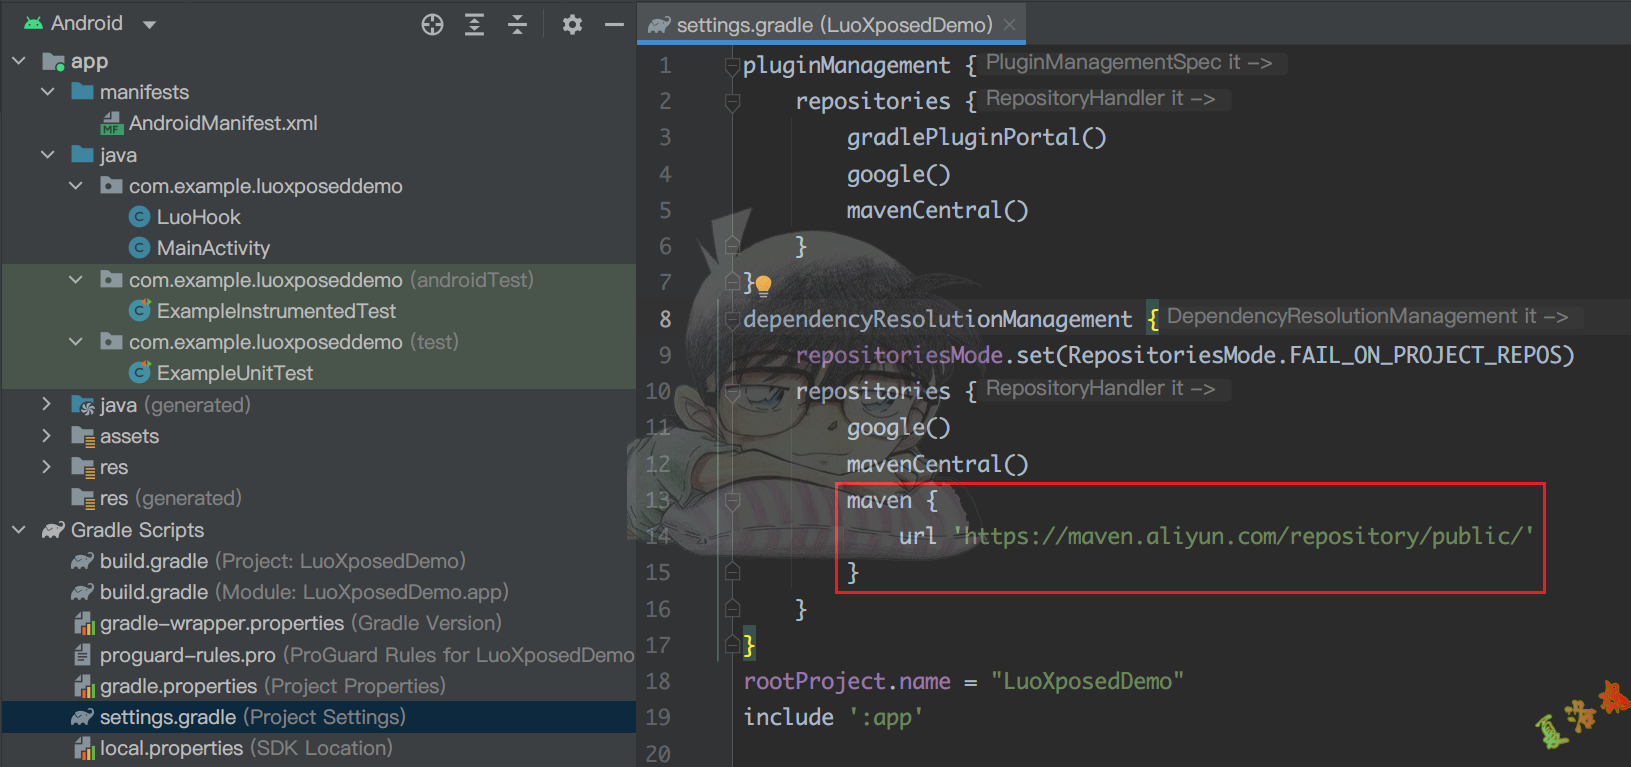 Android
app
manifests
AndroidManifest.xml
java
com.example.luoxposeddemo
LuoHook
MainActivity
com.example.luoxposeddemo (androidTest)
ExampleInstrumentedTest
com.example.luoxposeddemo (test)
ExampleUnitTest
java (generated)
assets
res
res (generated)
Gradle Scripts
build.gradle (Project: LuoXposedDemo)
build.gradle (Module: LuoXposedDemo.app)
gradle-wrapper.properties (Gradle Version)
proguard-rules.pro (ProGuard Rules for LuoXposedDemo
gradle.properties (Project Properties)
settings.gradle (Project Settings)
local.properties (SDK Location)
settings.gradle (LuoXposedDemo)
1 pluginManagement { PluginManagementSpec it ->
2 repositories { RepositoryHandler it ->
3 gradlePluginPortal()
4 google()
5 mavenCentral()
6 }
7 }
8 dependencyResolutionManagement { DependencyResolutionManagement it ->
9 repositoriesMode.set(RepositoriesMode.FAIL_ON_PROJECT_REPOS)
10 repositories { RepositoryHandler it ->
11 google()
12 mavenCentral()
13 maven {
14 url 'https://maven.aliyun.com/repository/public/'
15 }
16 }
17 }
18 rootProject.name = "LuoXposedDemo"
19 include ':app'
20
夏洛